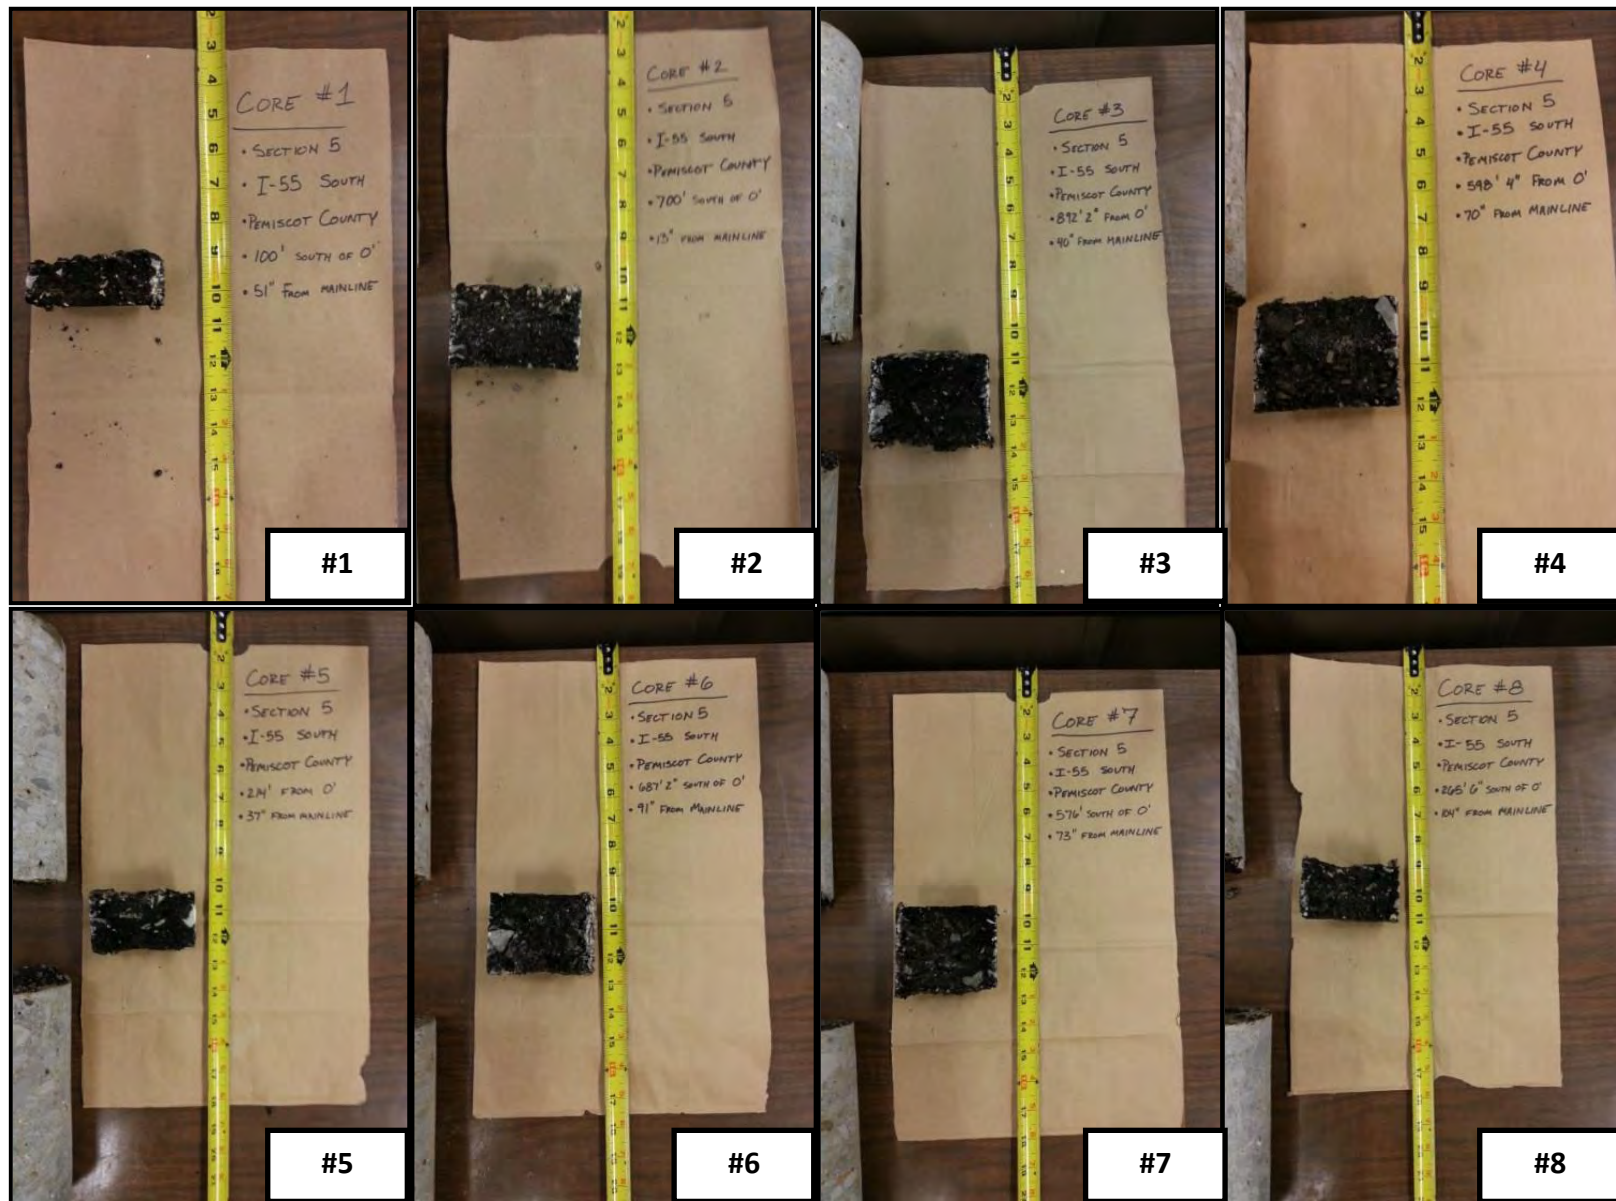 CORE #1
• SECTION 5
• I-55 SOUTH
• PEMISCOT COUNTY
• 100' SOUTH OF 0'
• 51" FROM MAINLINE
#1
CORE #2
• SECTION 5
• I-55 SOUTH
• PEMISCOT COUNTY
• 700' SOUTH OF 0'
• 13" FROM MAINLINE
#2
CORE #3
• SECTION 5
• I-55 SOUTH
• PEMISCOT COUNTY
• 892' 2" FROM 0'
• 40" FROM MAINLINE
#3
CORE #4
• SECTION 5
• I-55 SOUTH
• PEMISCOT COUNTY
• 598' 4" FROM 0'
• 70" FROM MAINLINE
#4
CORE #5
• SECTION 5
• I-55 SOUTH
• PEMISCOT COUNTY
• 214' FROM 0'
• 37" FROM MAINLINE
#5
CORE #6
• SECTION 5
• I-55 SOUTH
• PEMISCOT COUNTY
• 687' 2" SOUTH OF 0'
• 91" FROM MAINLINE
#6
CORE #7
• SECTION 5
• I-55 SOUTH
• PEMISCOT COUNTY
• 576' SOUTH OF 0'
• 73" FROM MAINLINE
#7
CORE #8
• SECTION 5
• I-55 SOUTH
• PEMISCOT COUNTY
• 265' 6" SOUTH OF 0'
• 104" FROM MAINLINE
#8